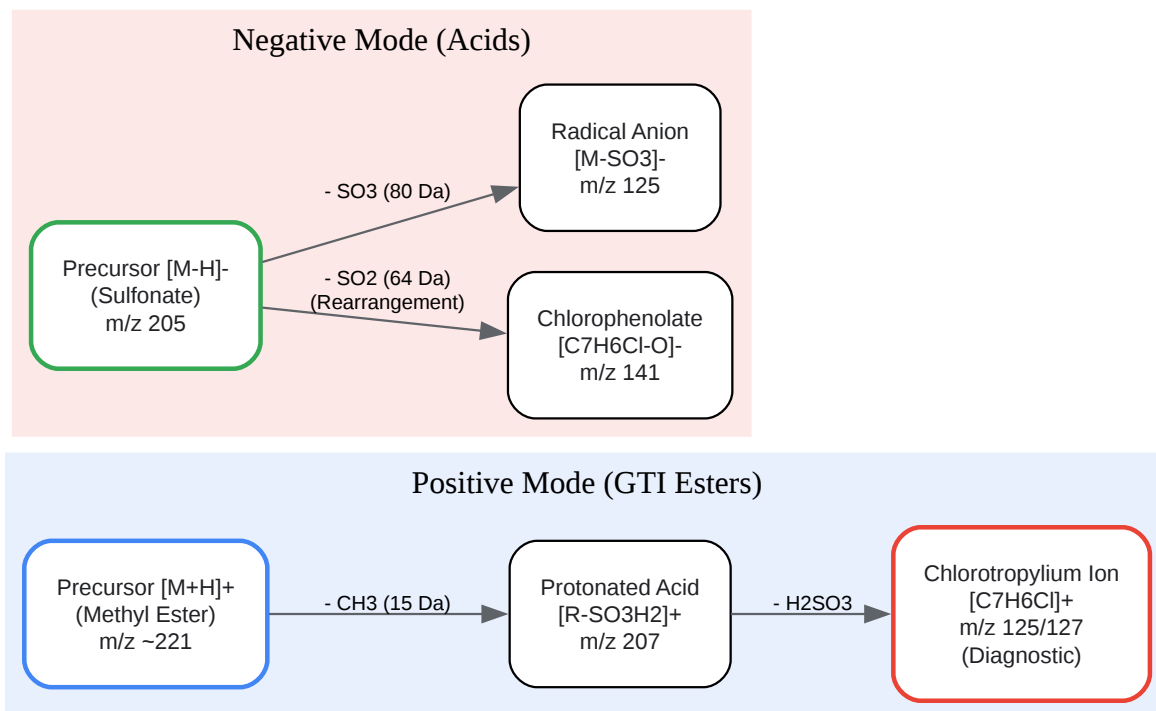 Negative Mode (Acids)
Radical Anion
[M-SO3]-
m/z 125
- SO3 (80 Da)
Precursor [M-H]-
(Sulfonate)
m/z 205
- SO2 (64 Da)
(Rearrangement)
Chlorophenolate
[C7H6Cl-O]-
m/z 141
Positive Mode (GTI Esters)
Precursor [M+H]+
(Methyl Ester)
m/z ~221
- CH3 (15 Da)
Protonated Acid
[R-SO3H2]+
m/z 207
- H2SO3
Chlorotropylium Ion
[C7H6Cl]+
m/z 125/127
(Diagnostic)